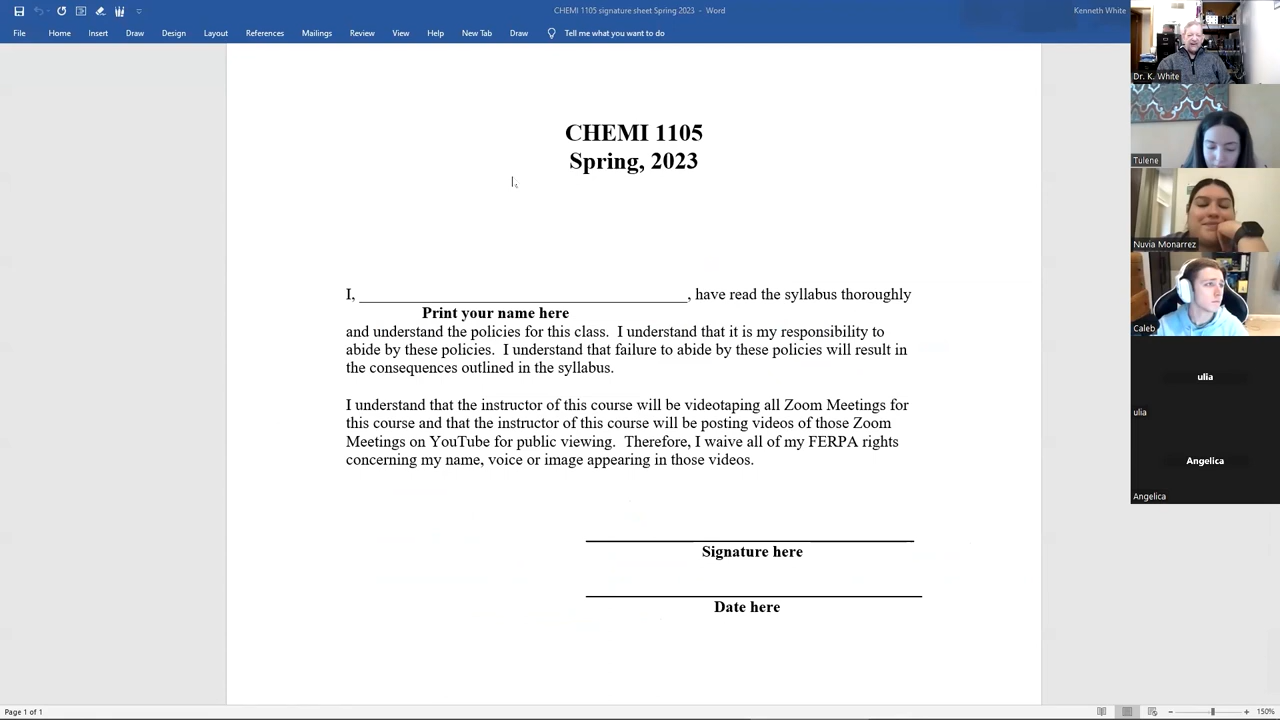 CHEMI 1105 signature sheet Spring 2023 - Word
Kenneth White
File Home Insert Draw Design Layout References Mailings Review View Help New Tab Draw Tell me what you want to do
CHEMI 1105
Spring, 2023
I, ___________________________________________, have read the syllabus thoroughly
Print your name here
and understand the policies for this class. I understand that it is my responsibility to
abide by these policies. I understand that failure to abide by these policies will result in
the consequences outlined in the syllabus.
I understand that the instructor of this course will be videotaping all Zoom Meetings for
this course and that the instructor of this course will be posting videos of those Zoom
Meetings on YouTube for public viewing. Therefore, I waive all of my FERPA rights
concerning my name, voice or image appearing in those videos.
Signature here
Date here
Dr. K. White
Tulene
Nuvia Monarrez
Caleb
ulia
ulia
Angelica
Angelica
Page 1 of 1
150%